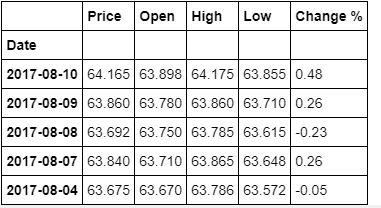 Price Open High Low Change %
Date
2017-08-10 64.165 63.898 64.175 63.855 0.48
2017-08-09 63.860 63.780 63.860 63.710 0.26
2017-08-08 63.692 63.750 63.785 63.615 -0.23
2017-08-07 63.840 63.710 63.865 63.648 0.26
2017-08-04 63.675 63.670 63.786 63.572 -0.05